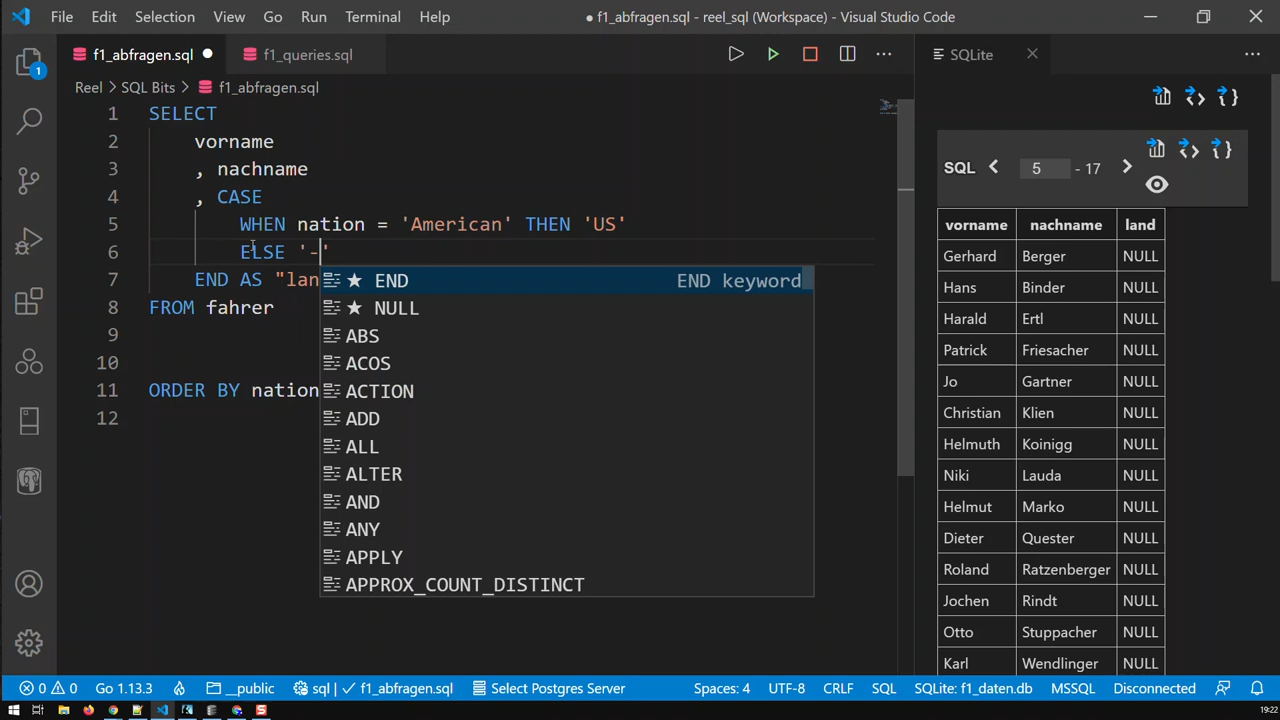 File Edit Selection View Go Run Terminal Help
● f1_abfragen.sql - reel_sql (Workspace) - Visual Studio Code
f1_abfragen.sql ●
f1_queries.sql
SQLite
1
Reel > SQL Bits > f1_abfragen.sql
1 SELECT
2 vorname
3 , nachname
4 , CASE
5 WHEN nation = 'American' THEN 'US'
6 ELSE '-'
7 END AS "lan
8 FROM fahrer
9
10
11 ORDER BY nation
12
END END keyword
NULL
ABS
ACOS
ACTION
ADD
ALL
ALTER
AND
ANY
APPLY
APPROX_COUNT_DISTINCT
SQL < 5 - 17 >
vorname nachname land
Gerhard Berger NULL
Hans Binder NULL
Harald Ertl NULL
Patrick Friesacher NULL
Jo Gartner NULL
Christian Klien NULL
Helmuth Koinigg NULL
Niki Lauda NULL
Helmut Marko NULL
Dieter Quester NULL
Roland Ratzenberger NULL
Jochen Rindt NULL
Otto Stuppacher NULL
Karl Wendlinger NULL
0 0 Go 1.13.3 __public sql | ✓ f1_abfragen.sql Select Postgres Server Spaces: 4 UTF-8 CRLF SQL SQLite: f1_daten.db MSSQL Disconnected
19:22